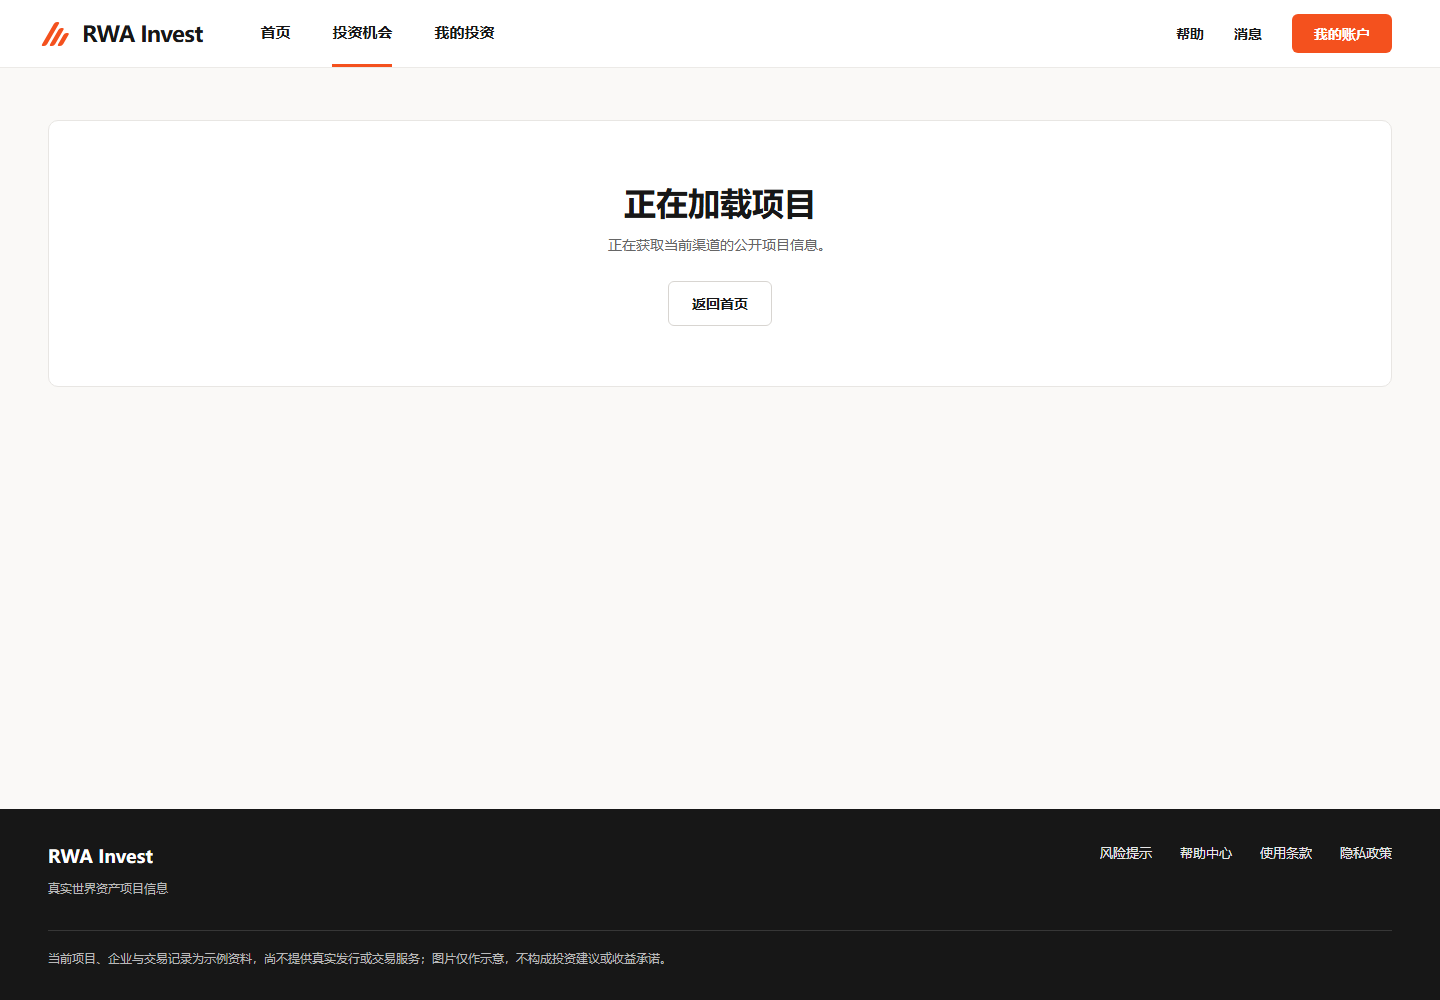 RWA Invest
首页
投资机会
我的投资
帮助
消息
我的账户
正在加载项目
正在获取当前渠道的公开项目信息。
返回首页
RWA Invest
真实世界资产项目信息
风险提示
帮助中心
使用条款
隐私政策
当前项目、企业与交易记录为示例资料，尚不提供真实发行或交易服务；图片仅作示意，不构成投资建议或收益承诺。